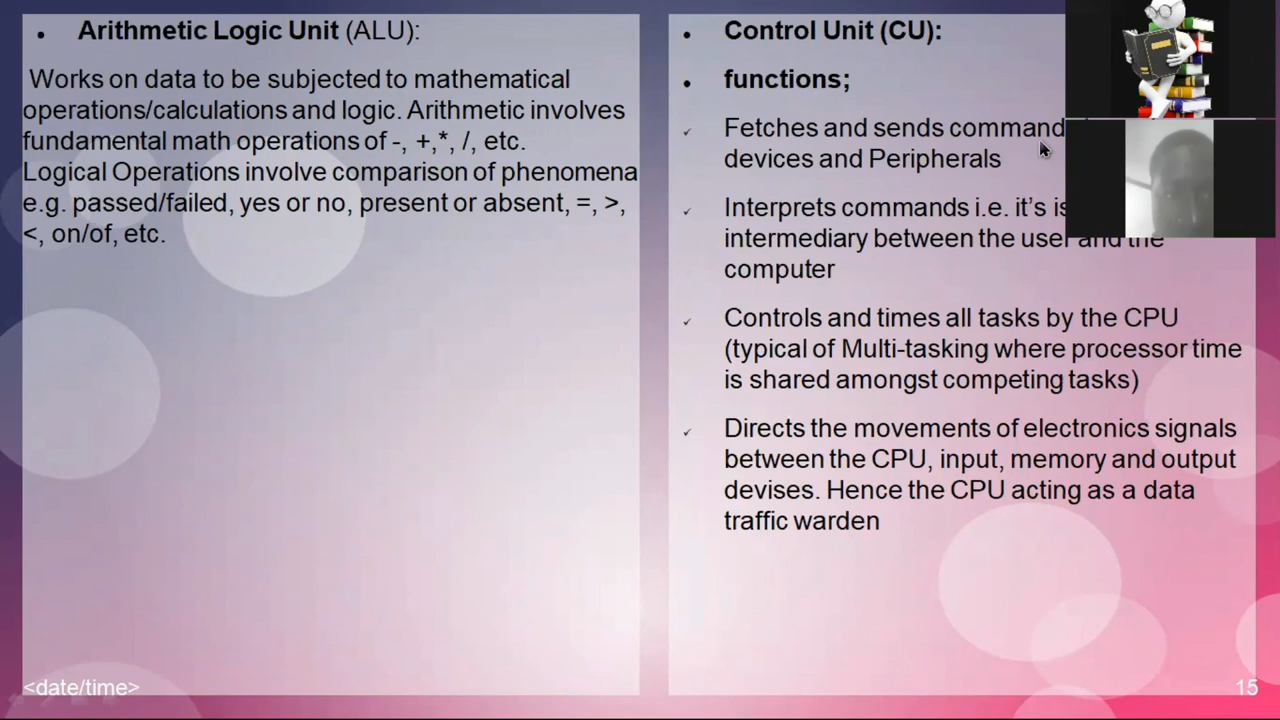 Arithmetic Logic Unit (ALU):
Works on data to be subjected to mathematical
operations/calculations and logic. Arithmetic involves
fundamental math operations of -, +,*, /, etc.
Logical Operations involve comparison of phenomena
e.g. passed/failed, yes or no, present or absent, =, >,
<, on/of, etc.
Control Unit (CU):
functions;
Fetches and sends command
devices and Peripherals
Interprets commands i.e. it's
intermediary between the user and the
computer
Controls and times all tasks by the CPU
(typical of Multi-tasking where processor time
is shared amongst competing tasks)
Directs the movements of electronics signals
between the CPU, input, memory and output
devises. Hence the CPU acting as a data
traffic warden
<date/time>
15